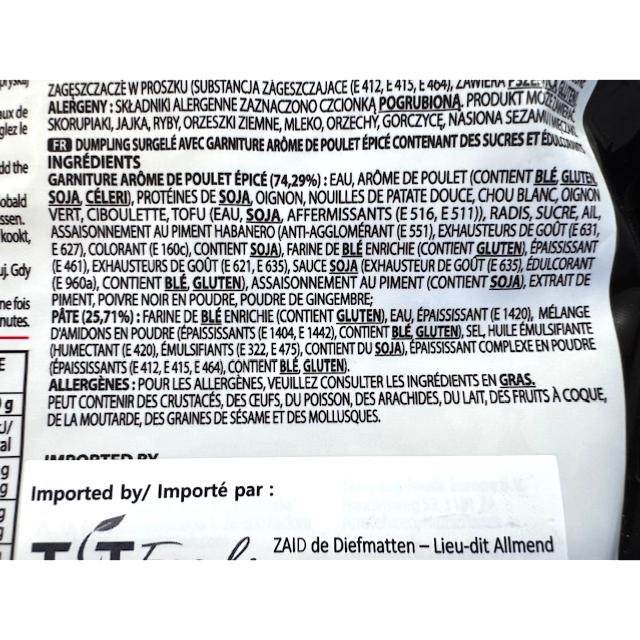 ZAGĘSZCZACZE W PROSZKU (SUBSTANCJA ZAGĘSZCZAJĄCE (E 412, E 415, E 464), ZAWIERA
ALERGENY : SKŁADNIKI ALERGENNE ZAZNACZONO CZCIONKĄ POGRUBIONĄ. PRODUKT MOŻE
SKORUPIAKI, JAJKA, RYBY, ORZESZKI ZIEMNE, MLEKO, ORZECHY, GORCZYCĘ, NASIONA SEZAMU
FR DUMPLING SURGELÉ AVEC GARNITURE ARÔME DE POULET ÉPICÉ CONTENANT DES SUCRES ET ÉDULCORANTS
INGRÉDIENTS
GARNITURE ARÔME DE POULET ÉPICÉ (74,29%) : EAU, ARÔME DE POULET (CONTIENT BLÉ, GLUTEN,
SOJA, CÉLERI), PROTÉINES DE SOJA, OIGNON, NOUILLES DE PATATE DOUCE, CHOU BLANC, OIGNON
VERT, CIBOULETTE, TOFU (EAU, SOJA, AFFERMISSANTS (E 516, E 511)), RADIS, SUCRE, AIL,
ASSAISONNEMENT AU PIMENT HABANERO (ANTI-AGGLOMÉRANT (E 551), EXHAUSTEURS DE GOÛT (E 631,
E 627), COLORANT (E 160c), CONTIENT SOJA), FARINE DE BLÉ ENRICHIE (CONTIENT GLUTEN), ÉPAISSISSANT
(E 461), EXHAUSTEURS DE GOÛT (E 621, E 635), SAUCE SOJA (EXHAUSTEUR DE GOÛT (E 635), ÉDULCORANT
(E 960a), CONTIENT BLÉ, GLUTEN), ASSAISONNEMENT AU PIMENT (CONTIENT SOJA), EXTRAIT DE
PIMENT, POIVRE NOIR EN POUDRE, POUDRE DE GINGEMBRE;
PÂTE (25,71%) : FARINE DE BLÉ ENRICHIE (CONTIENT GLUTEN), EAU, ÉPAISSISSANT (E 1420), MÉLANGE
D'AMIDONS EN POUDRE (ÉPAISSISSANTS (E 1404, E 1442), CONTIENT BLÉ, GLUTEN), SEL, HUILE ÉMULSIFIANTE
(HUMECTANT (E 420), ÉMULSIFIANTS (E 322, E 475), CONTIENT DU SOJA), ÉPAISSISSANT COMPLEXE EN POUDRE
(ÉPAISSISSANTS (E 412, E 415, E 464), CONTIENT BLÉ, GLUTEN).
ALLERGÈNES : POUR LES ALLERGÈNES, VEUILLEZ CONSULTER LES INGRÉDIENTS EN GRAS.
PEUT CONTENIR DES CRUSTACÉS, DES ŒUFS, DU POISSON, DES ARACHIDES, DU LAIT, DES FRUITS À COQUE,
DE LA MOUTARDE, DES GRAINES DE SÉSAME ET DES MOLLUSQUES.
IMPORTED BY
Imported by/ Importé par :
ZAID de Diefmatten – Lieu-dit Allmend